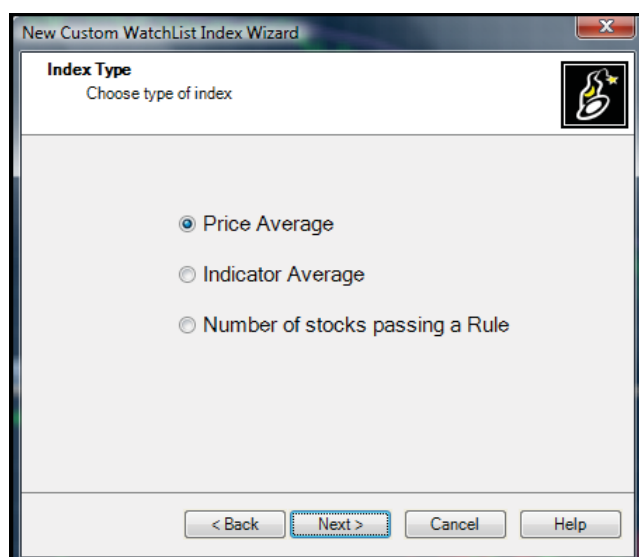 New Custom WatchList Index Wizard
Index Type
Choose type of index
Price Average
Indicator Average
Number of stocks passing a Rule
< Back Next > Cancel Help